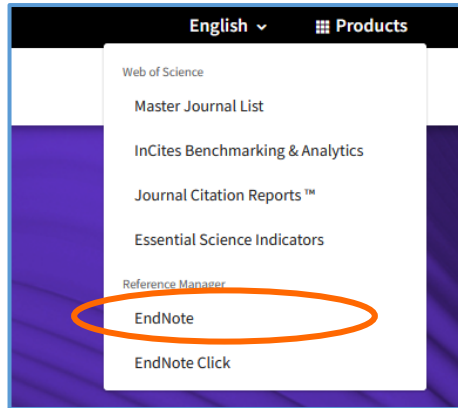 English Products
Web of Science
Master Journal List
InCites Benchmarking & Analytics
Journal Citation Reports ™
Essential Science Indicators
Reference Manager
EndNote
EndNote Click